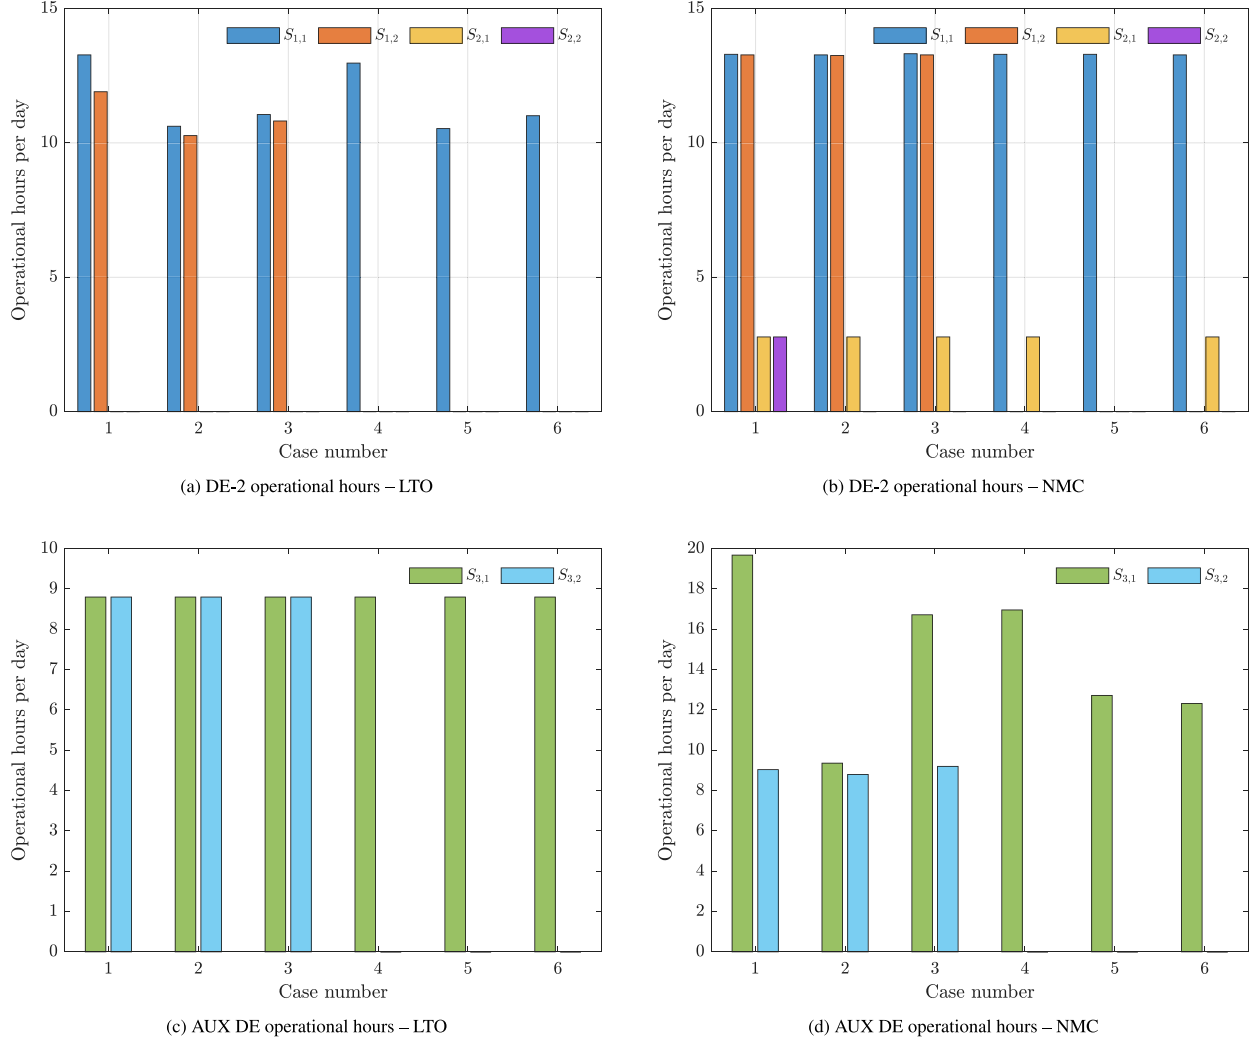 15
10
5
0
Operational hours per day
S1,1 S1,2 S2,1 S2,2
1 2 3 4 5 6
Case number
(a) DE-2 operational hours – LTO
15
10
5
0
Operational hours per day
S1,1 S1,2 S2,1 S2,2
1 2 3 4 5 6
Case number
(b) DE-2 operational hours – NMC
10
9
8
7
6
5
4
3
2
1
0
Operational hours per day
S3,1 S3,2
1 2 3 4 5 6
Case number
(c) AUX DE operational hours – LTO
20
18
16
14
12
10
8
6
4
2
0
Operational hours per day
S3,1 S3,2
1 2 3 4 5 6
Case number
(d) AUX DE operational hours – NMC